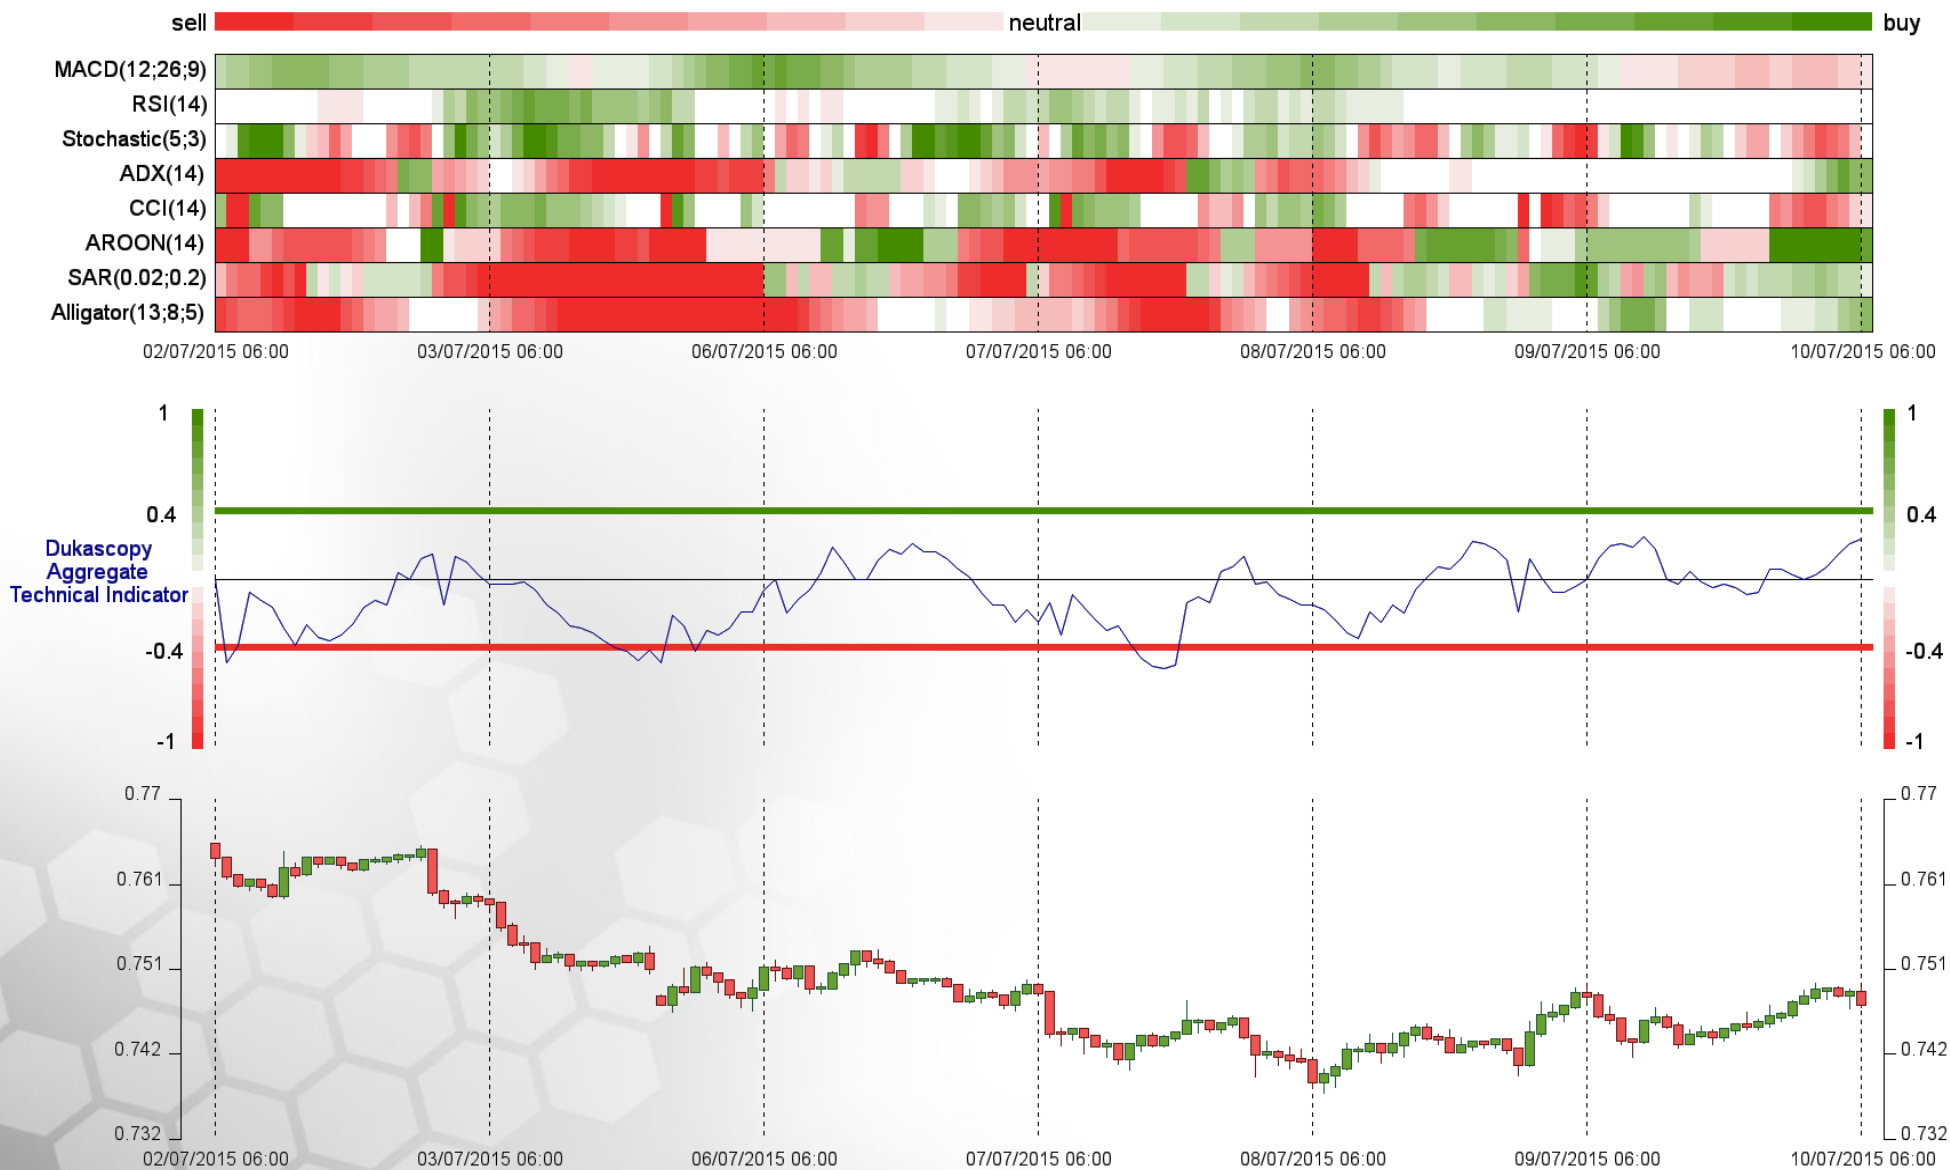 sell neutral buy
MACD(12;26;9)
RSI(14)
Stochastic(5;3)
ADX(14)
CCI(14)
AROON(14)
SAR(0.02;0.2)
Alligator(13;8;5)
02/07/2015 06:00 03/07/2015 06:00 06/07/2015 06:00 07/07/2015 06:00 08/07/2015 06:00 09/07/2015 06:00 10/07/2015 06:00
1 1
0.4 0.4
Dukascopy
Aggregate
Technical Indicator
-0.4 -0.4
-1 -1
0.77 0.77
0.761 0.761
0.751 0.751
0.742 0.742
0.732 0.732
02/07/2015 06:00 03/07/2015 06:00 06/07/2015 06:00 07/07/2015 06:00 08/07/2015 06:00 09/07/2015 06:00 10/07/2015 06:00